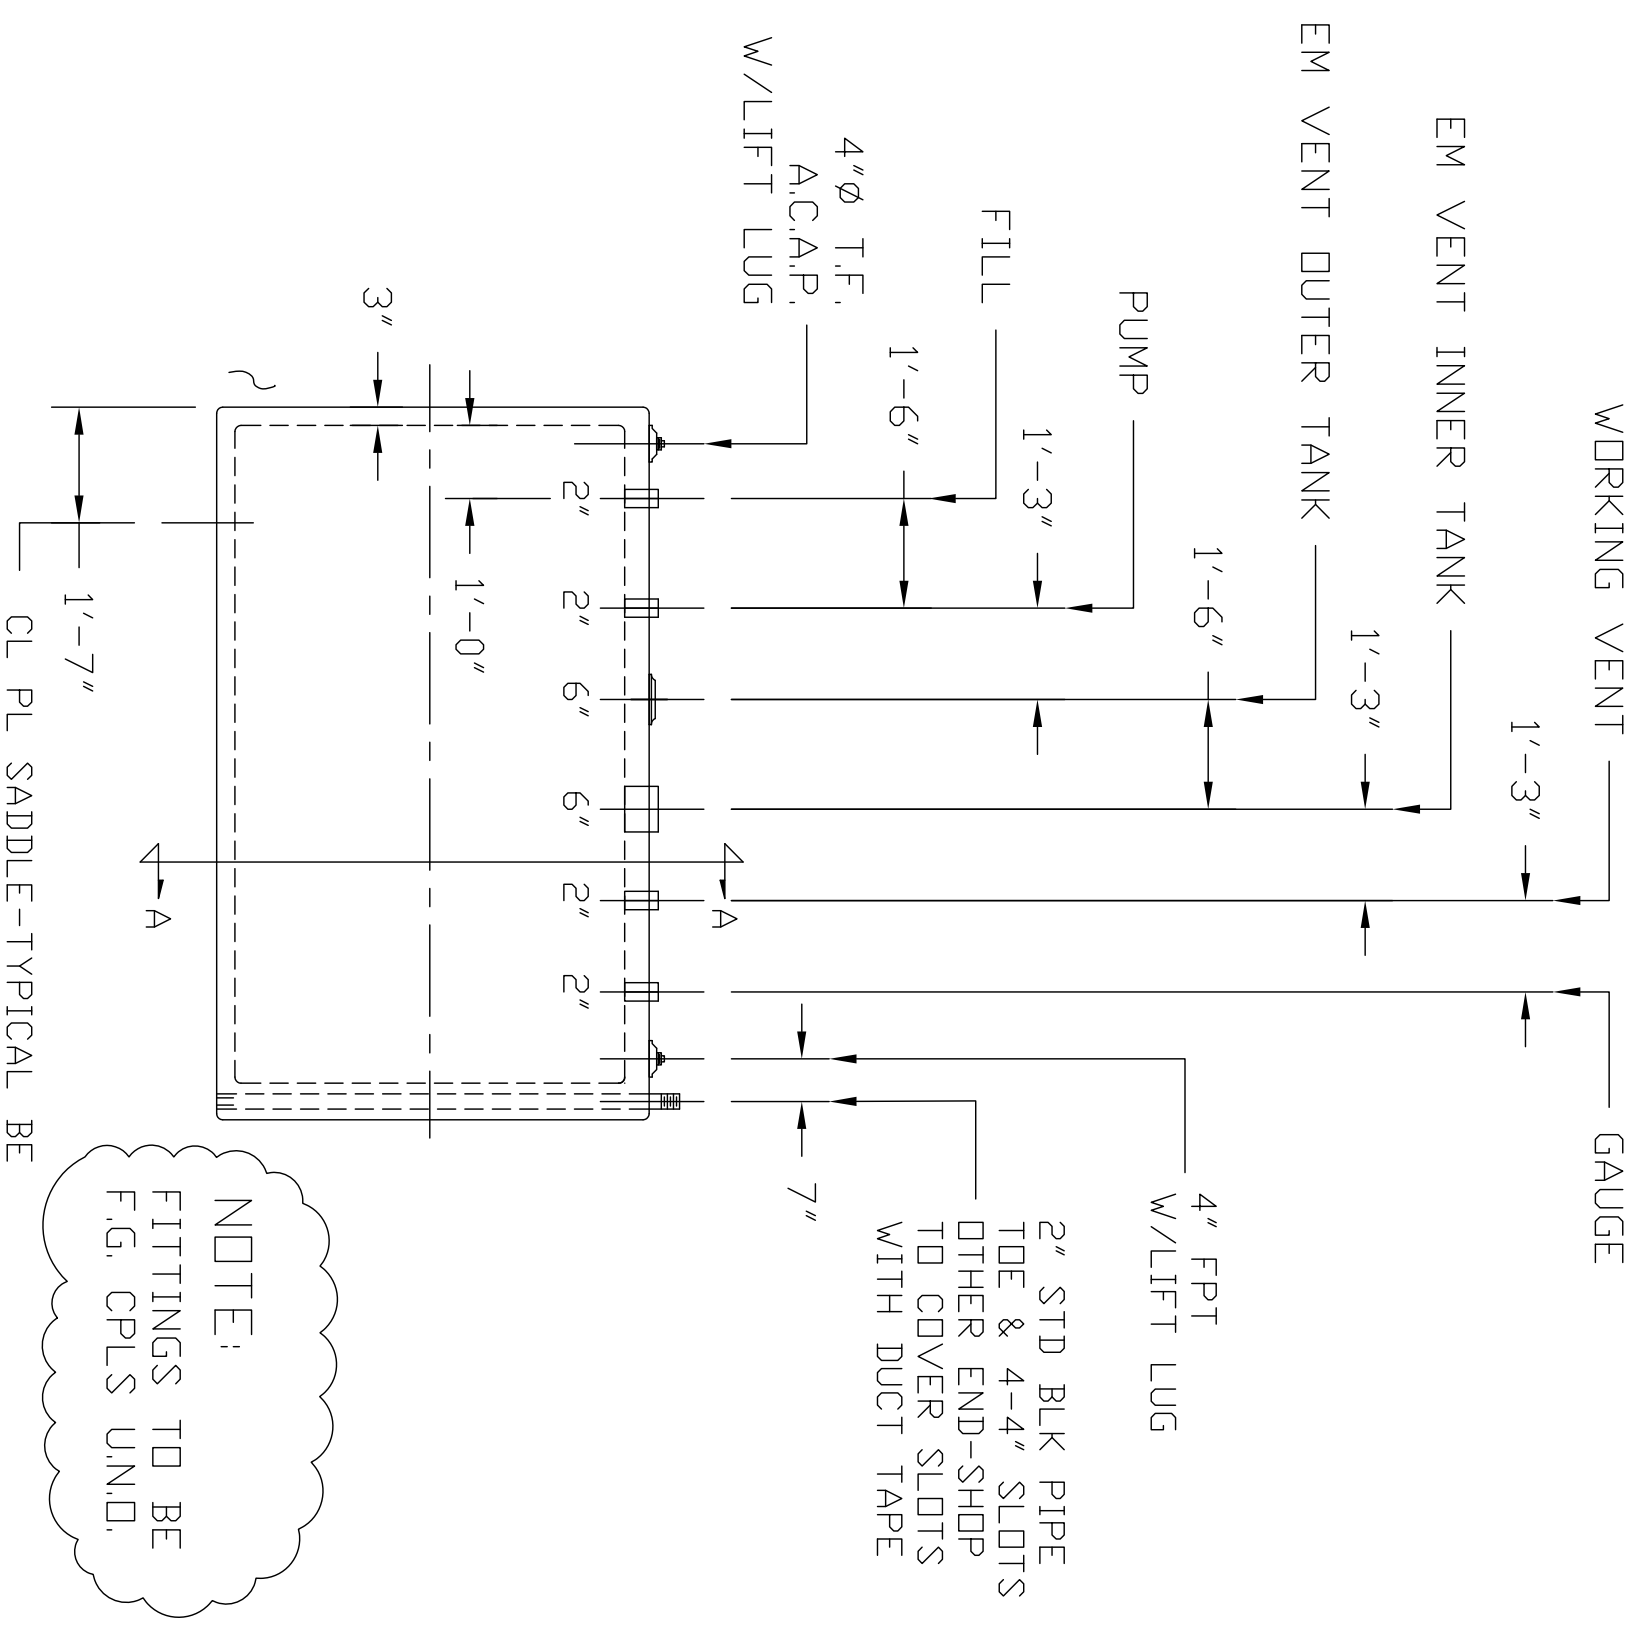 WORKING VENT
GAUGE
1'-3"
EM VENT INNER TANK
1'-3"
EM VENT OUTER TANK
1'-6"
4" FPT
W/LIFT LUG
PUMP
2" STD BLK PIPE
TOE & 4-4" SLOTS
OTHER END-SHOP
TO COVER SLOTS
WITH DUCT TAPE
1'-3"
FILL
1'-6"
4"Ø T.F.
A.C.A.P.
W/LIFT LUG
7"
A
2" 2" 6" 6" 2" 2"
1'-0"
3"
A
NOTE:
FITTINGS TO BE
F.G. CPLS U.N.O.
1'-7"
CL PL SADDLE-TYPICAL BE